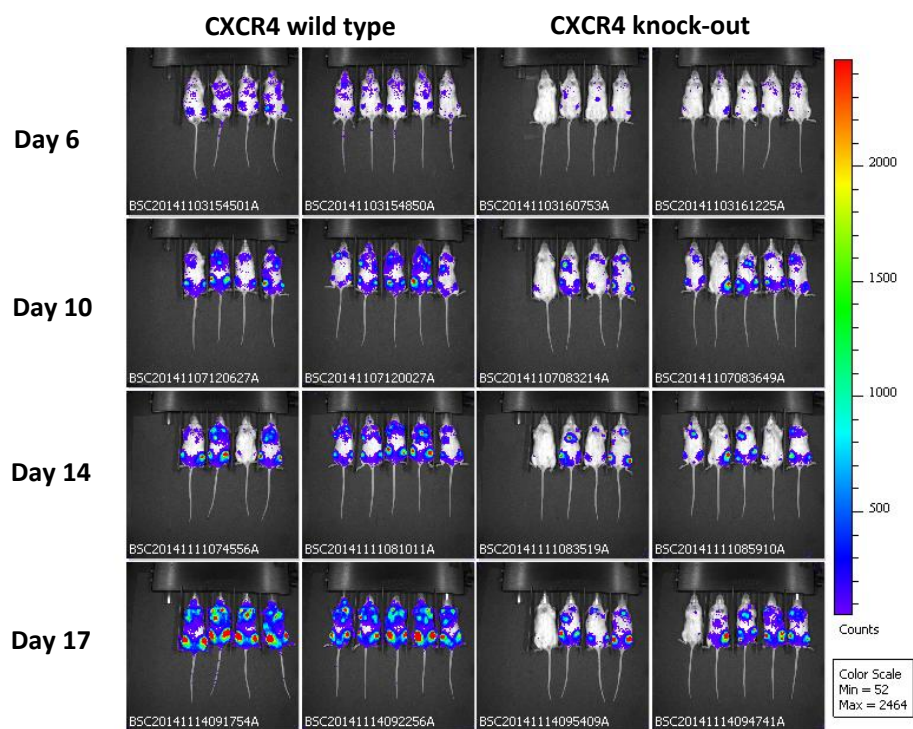 CXCR4 wild type CXCR4 knock-out
Day 6
BSC20141103154501A BSC20141103154850A BSC20141103160753A BSC20141103161225A
Day 10
BSC20141107120627A BSC20141107120027A BSC20141107083214A BSC20141107083649A
Day 14
BSC20141111074556A BSC20141111081011A BSC20141111083519A BSC20141111085910A
Day 17
BSC20141114091754A BSC20141114092256A BSC20141114095409A BSC20141114094741A
2000
1500
1000
500
Counts
Color Scale
Min = 52
Max = 2464